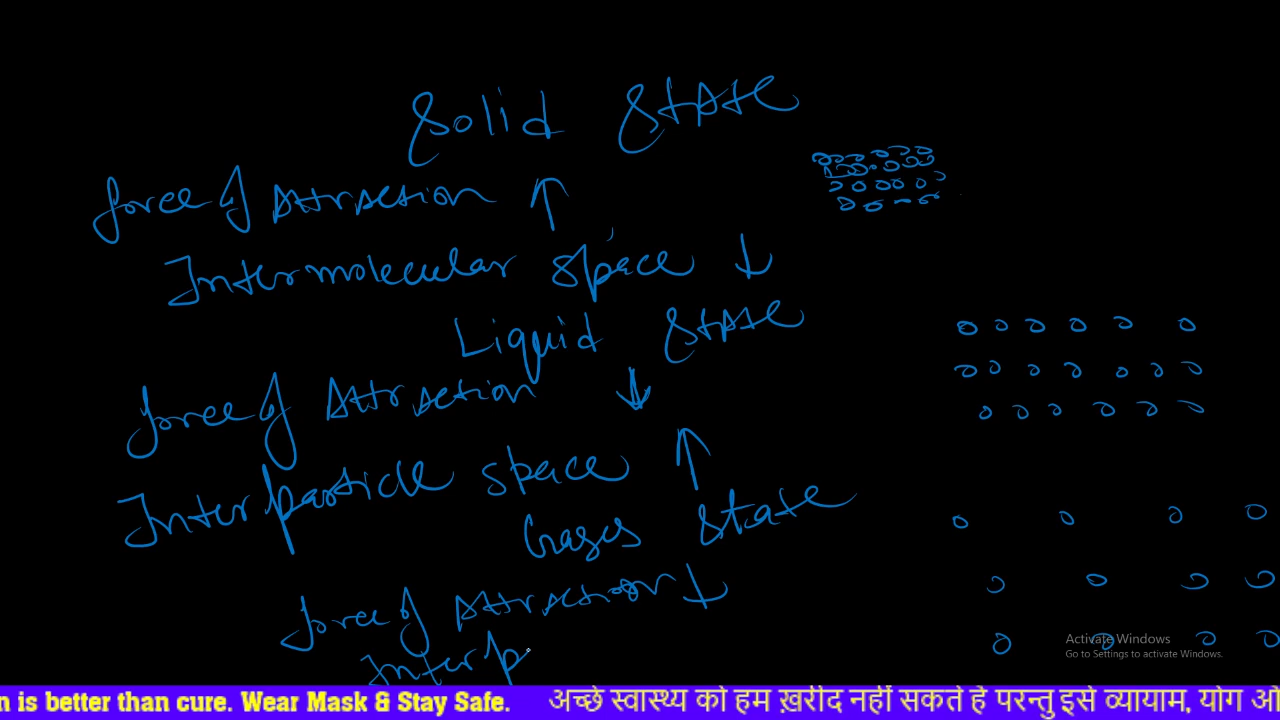 Solid State
force of Attraction ↑
Intermolecular space ↓
Liquid State
force of Attraction ↓
Inter particle space ↑
Gases State
force of Attraction ↓
Inter p
Activate Windows
Go to Settings to activate Windows.
n is better than cure. Wear Mask & Stay Safe. अच्छे स्वास्थ्य को हम ख़रीद नहीं सकते हे परन्तु इसे व्यायाम, योग ओ